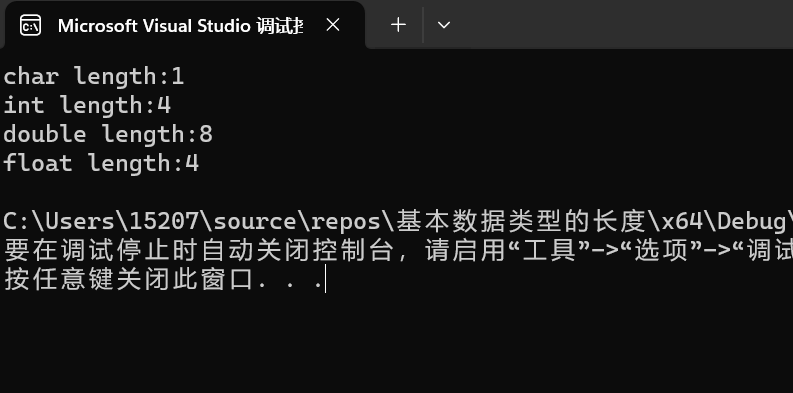 Microsoft Visual Studio 调试
char length:1
int length:4
double length:8
float length:4
C:\Users\15207\source\repos\基本数据类型的长度\x64\Debug\
要在调试停止时自动关闭控制台，请启用“工具”->“选项”->“调试
按任意键关闭此窗口. . .